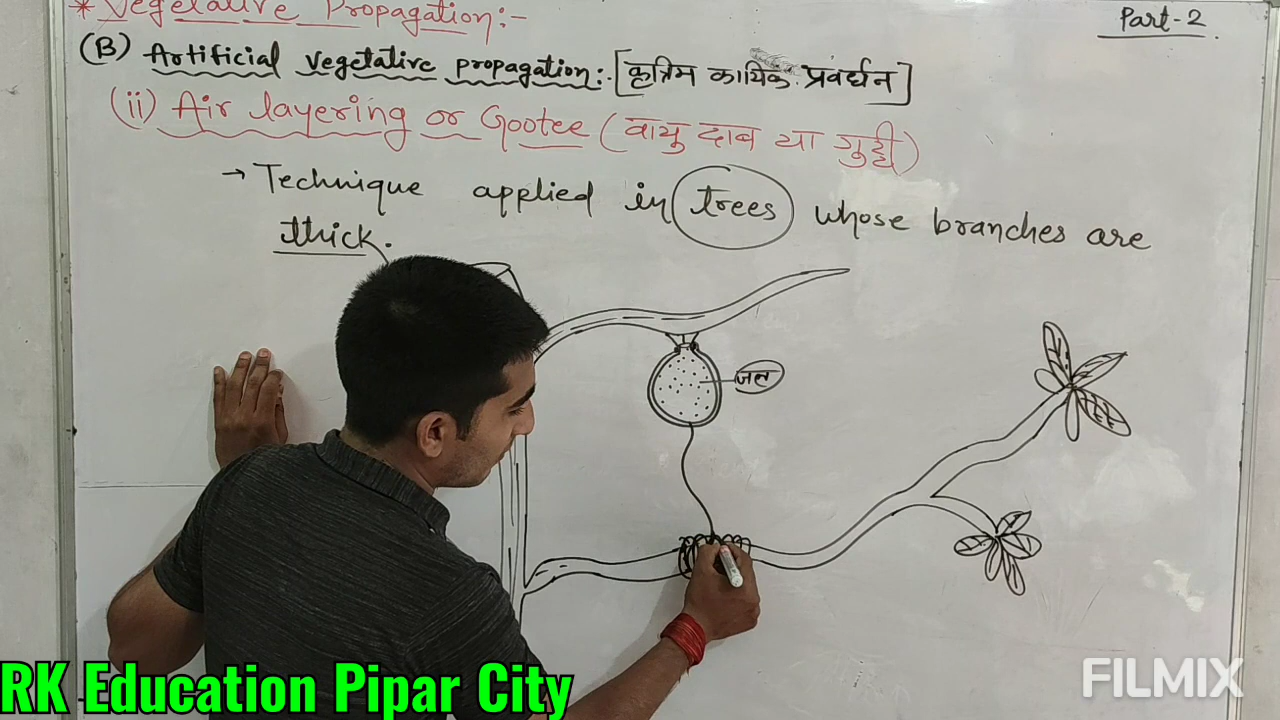 * Vegetative Propagation:-
Part-2
(B) Artificial vegetative propagation:- [कृत्रिम कायिक प्रवर्धन]
(ii) Air layering or Gootee (वायु दाब या गुट्टी)
→ Technique applied in trees whose branches are
thick.
जल
RK Education Pipar City
FILMIX